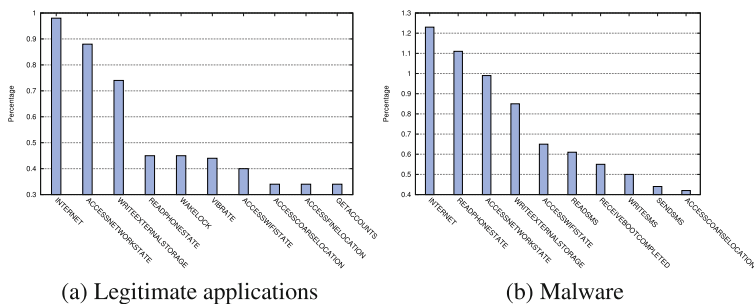 1
0.9
0.8
0.7
0.6
0.5
0.4
0.3
Percentage
INTERNET
ACCESSNETWORKSTATE
WRITEEXTERNALSTORAGE
READPHONESTATE
WAKELOCK
VIBRATE
ACCESSWIFISTATE
ACCESSCOARSELOCATION
ACCESSFINELOCATION
GETACCOUNTS
(a) Legitimate applications
1.3
1.2
1.1
1
0.9
0.8
0.7
0.6
0.5
0.4
Percentage
INTERNET
READPHONESTATE
ACCESSNETWORKSTATE
WRITEEXTERNALSTORAGE
ACCESSWIFISTATE
READSMS
RECEIVEBOOTCOMPLETED
WRITESMS
SENDSMS
ACCESSCOARSELOCATION
(b) Malware